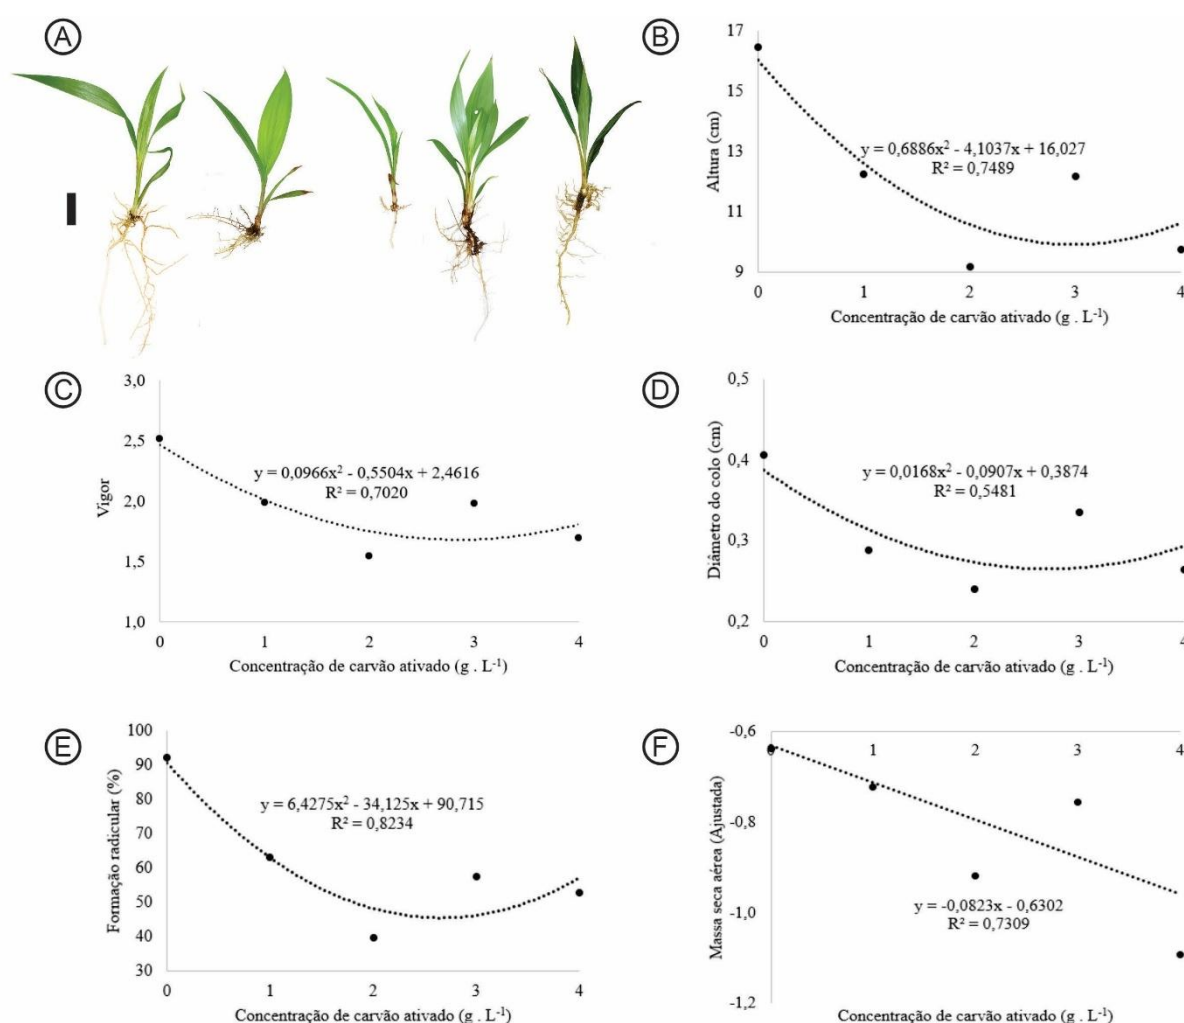 A
B
17
15
13
11
9
Altura (cm)
y = 0,6886x² - 4,1037x + 16,027
R² = 0,7489
0 1 2 3 4
Concentração de carvão ativado (g . L⁻¹)
C
3,0
2,5
2,0
1,5
1,0
Vigor
y = 0,0966x² - 0,5504x + 2,4616
R² = 0,7020
0 1 2 3 4
Concentração de carvão ativado (g . L⁻¹)
D
0,5
0,4
0,3
0,2
Diâmetro do colo (cm)
y = 0,0168x² - 0,0907x + 0,3874
R² = 0,5481
0 1 2 3 4
Concentração de carvão ativado (g . L⁻¹)
E
100
90
80
70
60
50
40
30
Formação radicular (%)
y = 6,4275x² - 34,125x + 90,715
R² = 0,8234
0 1 2 3 4
Concentração de carvão ativado (g . L⁻¹)
F
-0,6
-0,8
-1,0
-1,2
Massa seca aérea (Ajustada)
0 1 2 3 4
y = -0,0823x - 0,6302
R² = 0,7309
Concentração de carvão ativado (g . L⁻¹)